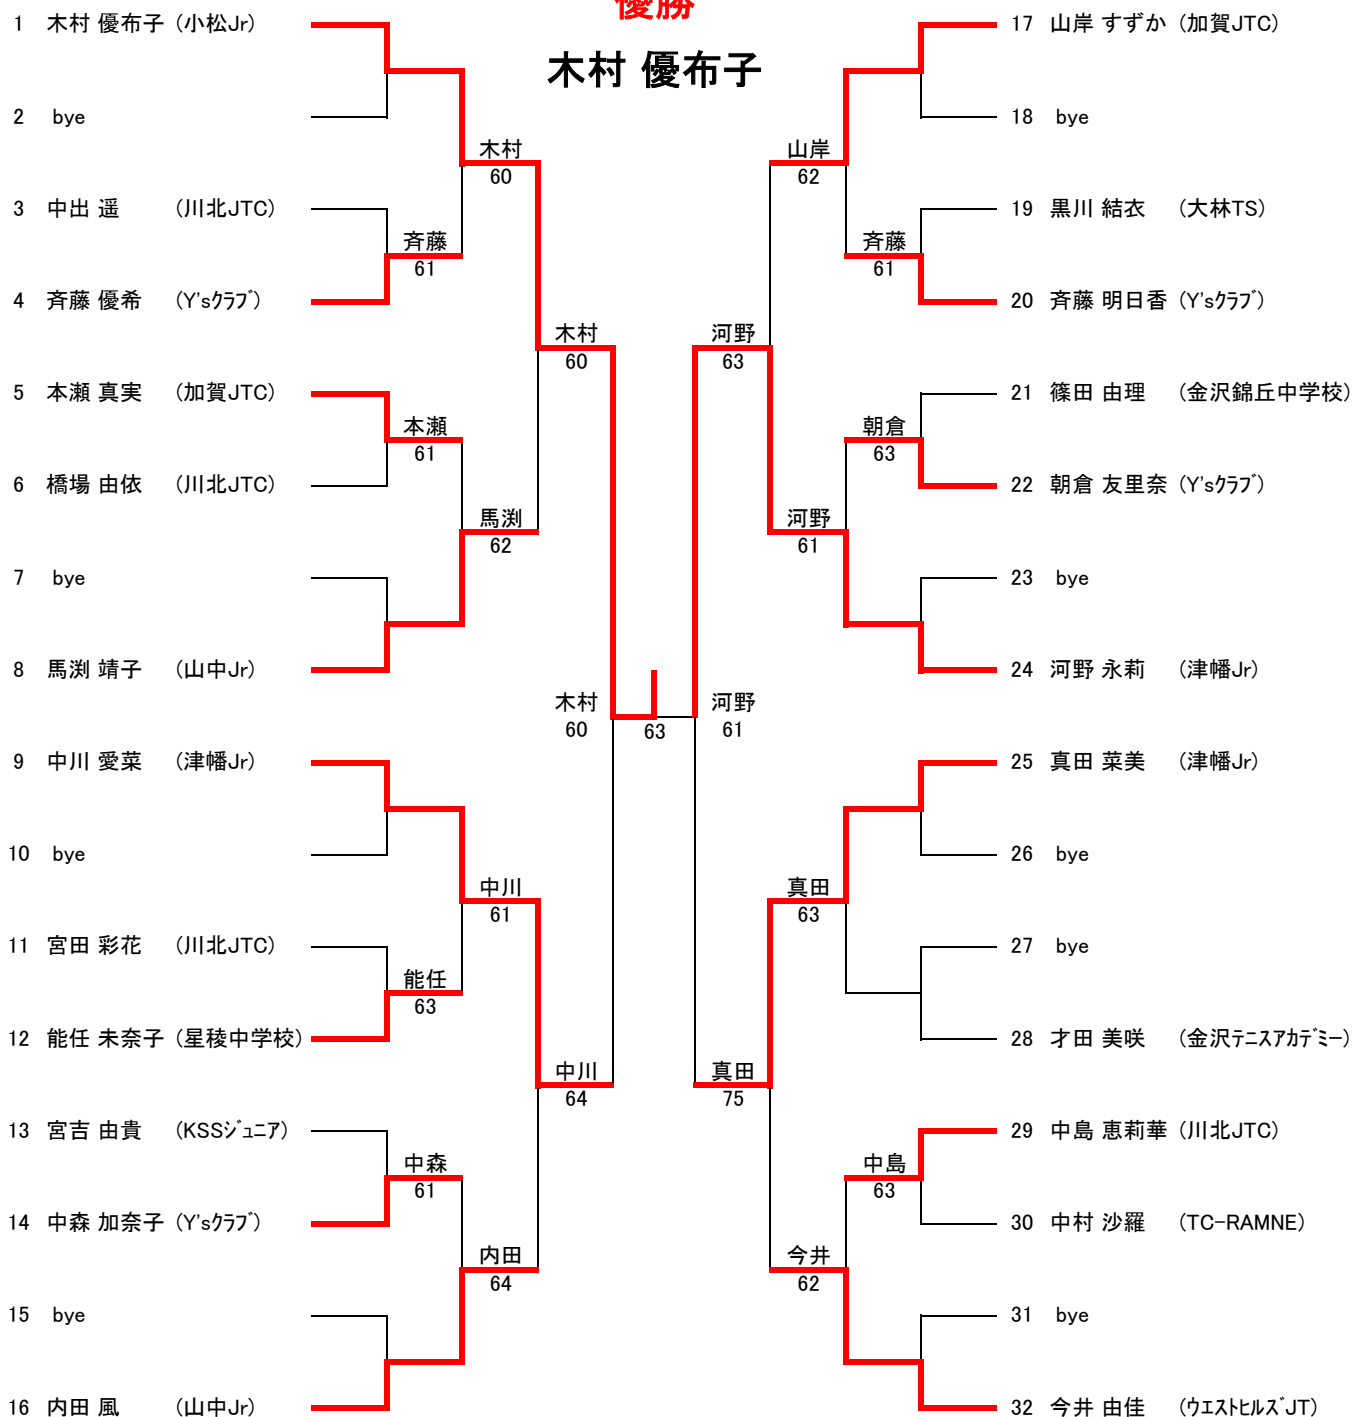 優勝
木村 優布子
1 木村 優布子 (小松Jr)
2 bye
3 中出 遥 (川北JTC)
4 斉藤 優希 (Y'sｸﾗﾌﾞ)
5 本瀬 真実 (加賀JTC)
6 橋場 由依 (川北JTC)
7 bye
8 馬渕 靖子 (山中Jr)
9 中川 愛菜 (津幡Jr)
10 bye
11 宮田 彩花 (川北JTC)
12 能任 未奈子 (星稜中学校)
13 宮吉 由貴 (KSSｼﾞｭﾆｱ)
14 中森 加奈子 (Y'sｸﾗﾌﾞ)
15 bye
16 内田 風 (山中Jr)
斉藤
61
本瀬
61
能任
63
中森
61
木村
60
馬渕
62
中川
61
内田
64
木村
60
中川
64
木村
60
63
河野
61
河野
63
真田
75
山岸
62
河野
61
真田
63
今井
62
斉藤
61
朝倉
63
中島
63
17 山岸 すずか (加賀JTC)
18 bye
19 黒川 結衣 (大林TS)
20 斉藤 明日香 (Y'sｸﾗﾌﾞ)
21 篠田 由理 (金沢錦丘中学校)
22 朝倉 友里奈 (Y'sｸﾗﾌﾞ)
23 bye
24 河野 永莉 (津幡Jr)
25 真田 菜美 (津幡Jr)
26 bye
27 bye
28 才田 美咲 (金沢ﾃﾆｽｱｶﾃﾞﾐｰ)
29 中島 恵莉華 (川北JTC)
30 中村 沙羅 (TC-RAMNE)
31 bye
32 今井 由佳 (ｳｴｽﾄﾋﾙｽﾞJT)